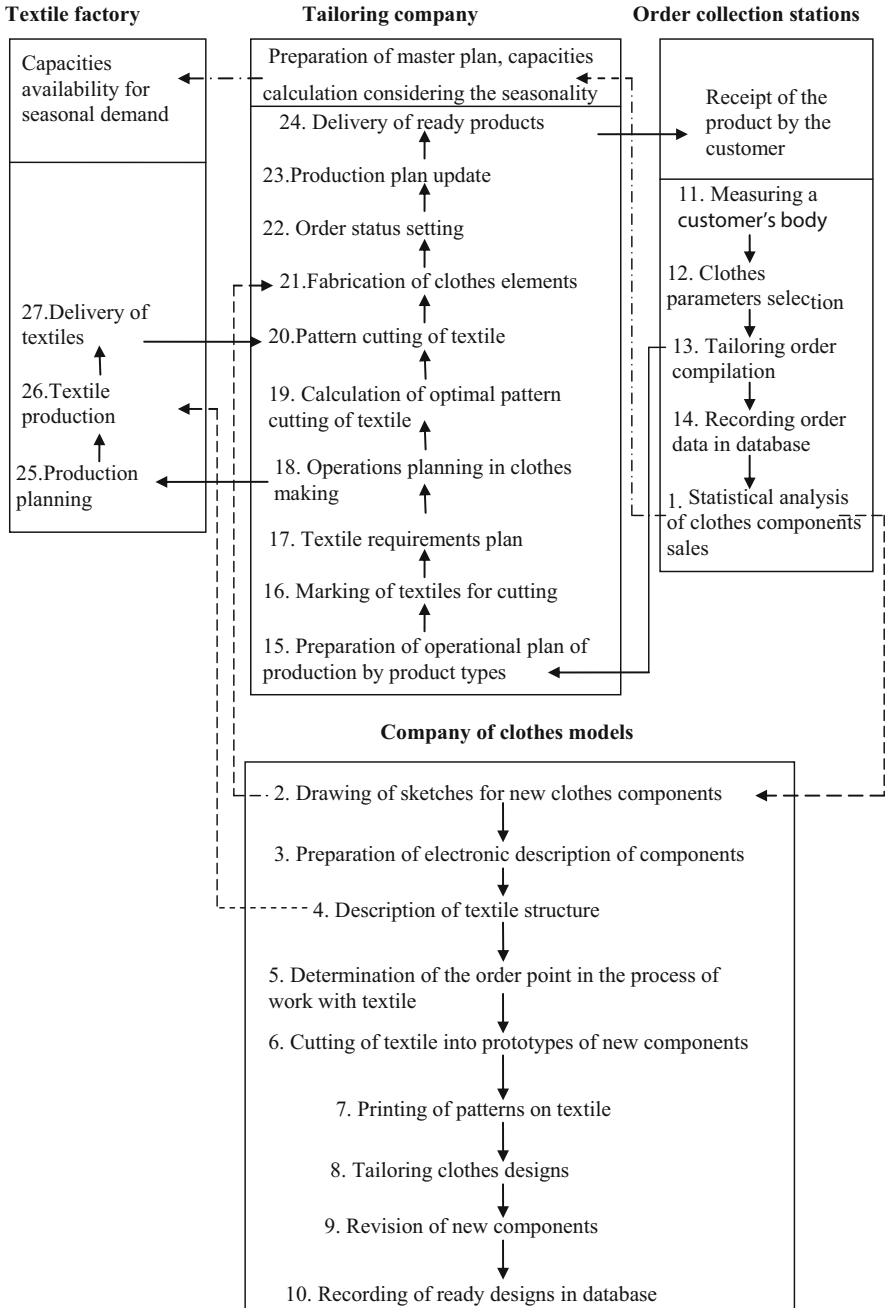 Textile factory
Capacities
availability for
seasonal demand
27.Delivery of
textiles
26.Textile
production
25.Production
planning
Tailoring company
Preparation of master plan, capacities
calculation considering the seasonality
24. Delivery of ready products
23.Production plan update
22. Order status setting
21.Fabrication of clothes elements
20.Pattern cutting of textile
19. Calculation of optimal pattern
cutting of textile
18. Operations planning in clothes
making
17. Textile requirements plan
16. Marking of textiles for cutting
15. Preparation of operational plan of
production by product types
Order collection stations
Receipt of the
product by the
customer
11. Measuring a
customer's body
12. Clothes
parameters selection
13. Tailoring order
compilation
14. Recording order
data in database
1. Statistical analysis
of clothes components
sales
Company of clothes models
2. Drawing of sketches for new clothes components
3. Preparation of electronic description of components
4. Description of textile structure
5. Determination of the order point in the process of
work with textile
6. Cutting of textile into prototypes of new components
7. Printing of patterns on textile
8. Tailoring clothes designs
9. Revision of new components
10. Recording of ready designs in database